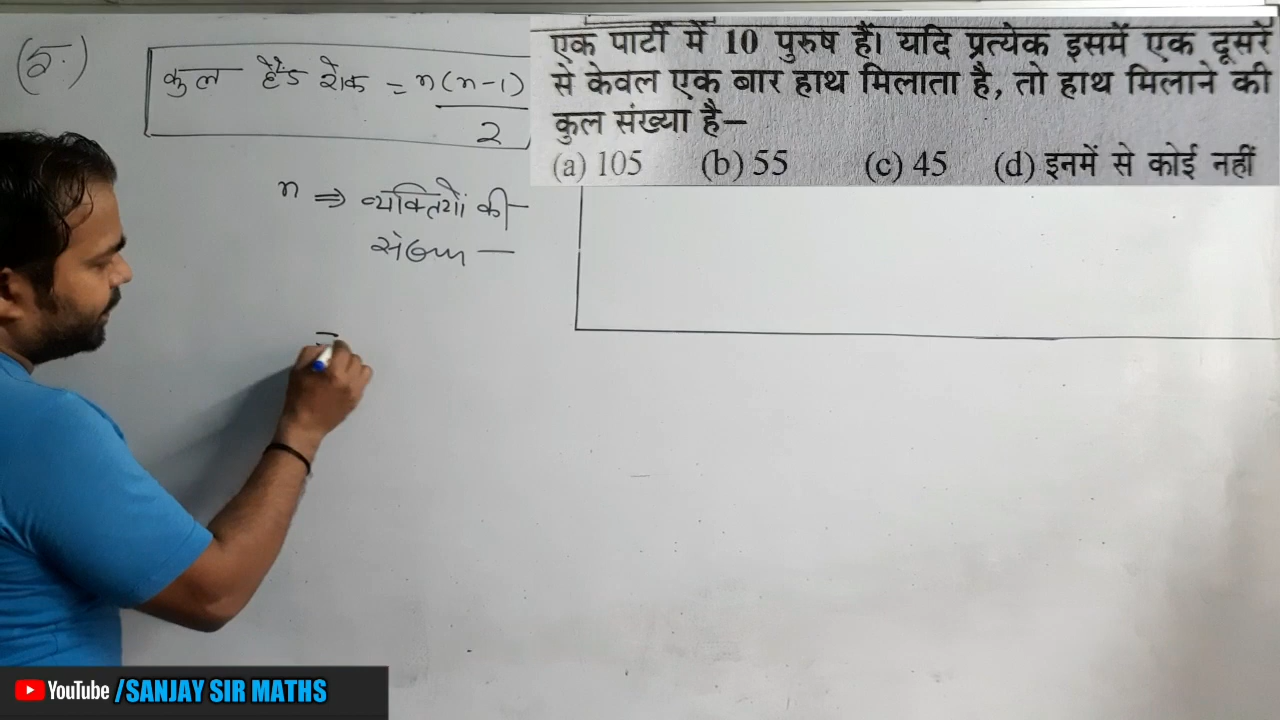 (5.)
कुल हैंड शेक = n(n-1)
2
n ⇒ व्यक्तियों की
संख्या
एक पार्टी में 10 पुरुष हैं। यदि प्रत्येक इसमें एक दूसरे
से केवल एक बार हाथ मिलाता है, तो हाथ मिलाने की
कुल संख्या है–
(a) 105 (b) 55 (c) 45 (d) इनमें से कोई नहीं
YouTube /SANJAY SIR MATHS